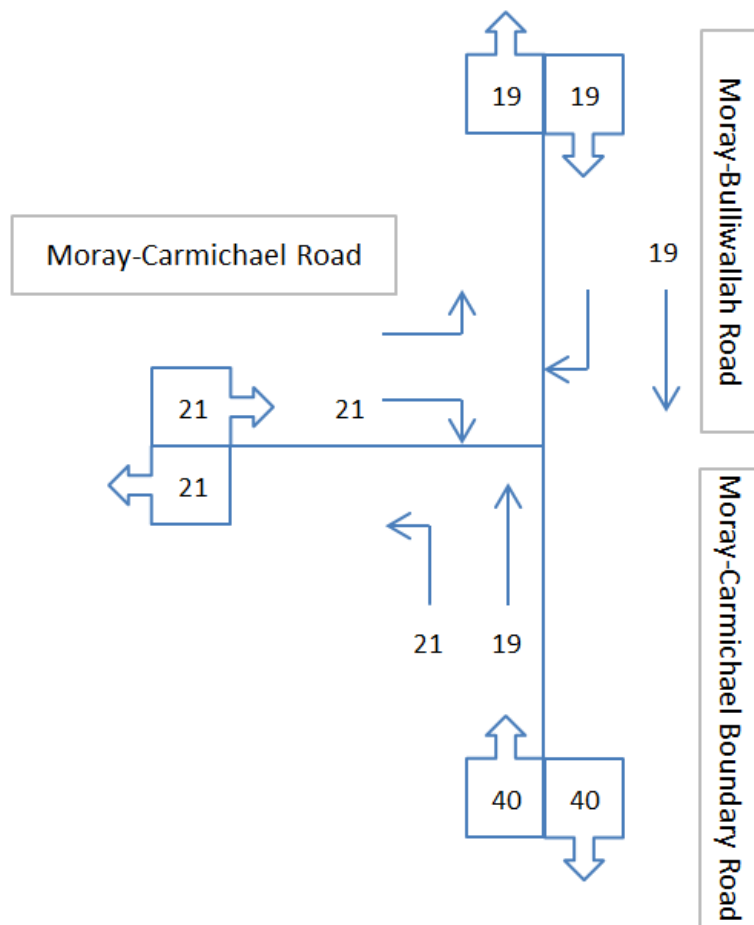 19 19
Moray-Bulliwallah Road
Moray-Carmichael Road
19
21 21
21
Moray-Carmichael Boundary Road
21 19
40 40